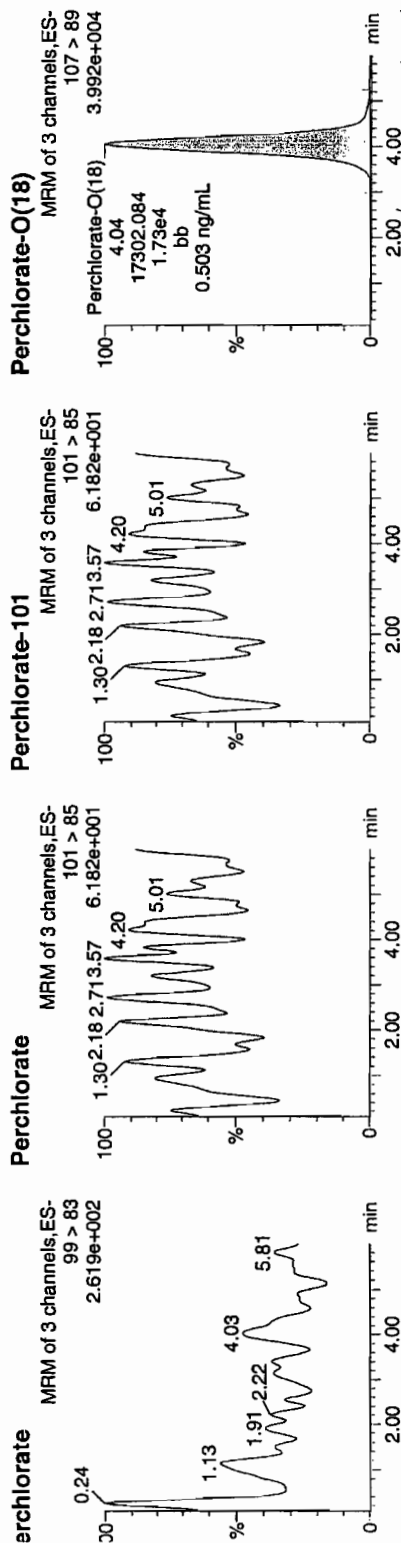 erchlorate
MRM of 3 channels,ES-
99 > 83
2.619e+002
00
0.24
1.13
1.91
2.22
4.03
5.81
%
0
2.00
4.00
min
Perchlorate
MRM of 3 channels,ES-
101 > 85
6.182e+001
100
1.30
2.18
2.71
3.57
4.20
5.01
%
0
2.00
4.00
min
Perchlorate-101
MRM of 3 channels,ES-
101 > 85
6.182e+001
100
1.30
2.18
2.71
3.57
4.20
5.01
%
0
2.00
4.00
min
Perchlorate-O(18)
MRM of 3 channels,ES-
107 > 89
3.992e+004
100
Perchlorate-O(18)
4.04
17302.084
1.73e4
bb
0.503 ng/mL
%
0
2.00
4.00
min